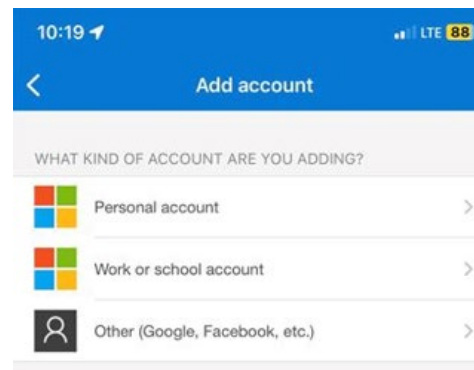 10:19 LTE 88
Add account
WHAT KIND OF ACCOUNT ARE YOU ADDING?
Personal account
Work or school account
Other (Google, Facebook, etc.)